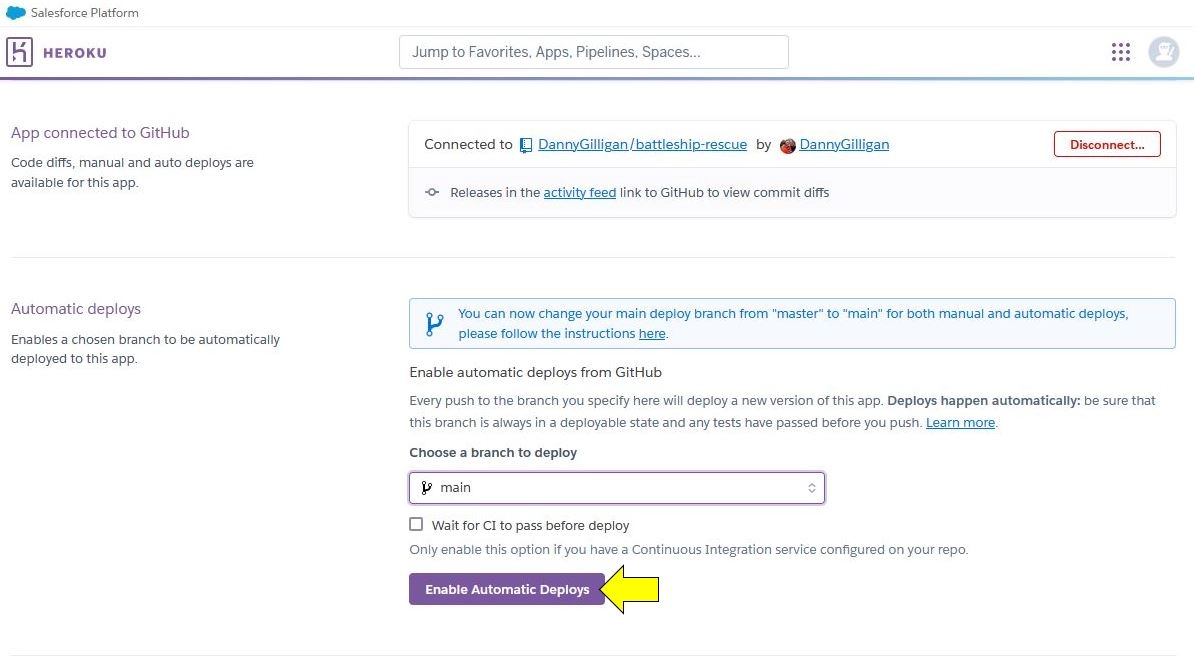 Salesforce Platform
HEROKU
Jump to Favorites, Apps, Pipelines, Spaces...
App connected to GitHub
Code diffs, manual and auto deploys are
available for this app.
Connected to DannyGilligan/battleship-rescue by DannyGilligan
Disconnect...
Releases in the activity feed link to GitHub to view commit diffs
Automatic deploys
Enables a chosen branch to be automatically
deployed to this app.
You can now change your main deploy branch from "master" to "main" for both manual and automatic deploys,
please follow the instructions here.
Enable automatic deploys from GitHub
Every push to the branch you specify here will deploy a new version of this app. Deploys happen automatically: be sure that
this branch is always in a deployable state and any tests have passed before you push. Learn more.
Choose a branch to deploy
main
Wait for CI to pass before deploy
Only enable this option if you have a Continuous Integration service configured on your repo.
Enable Automatic Deploys